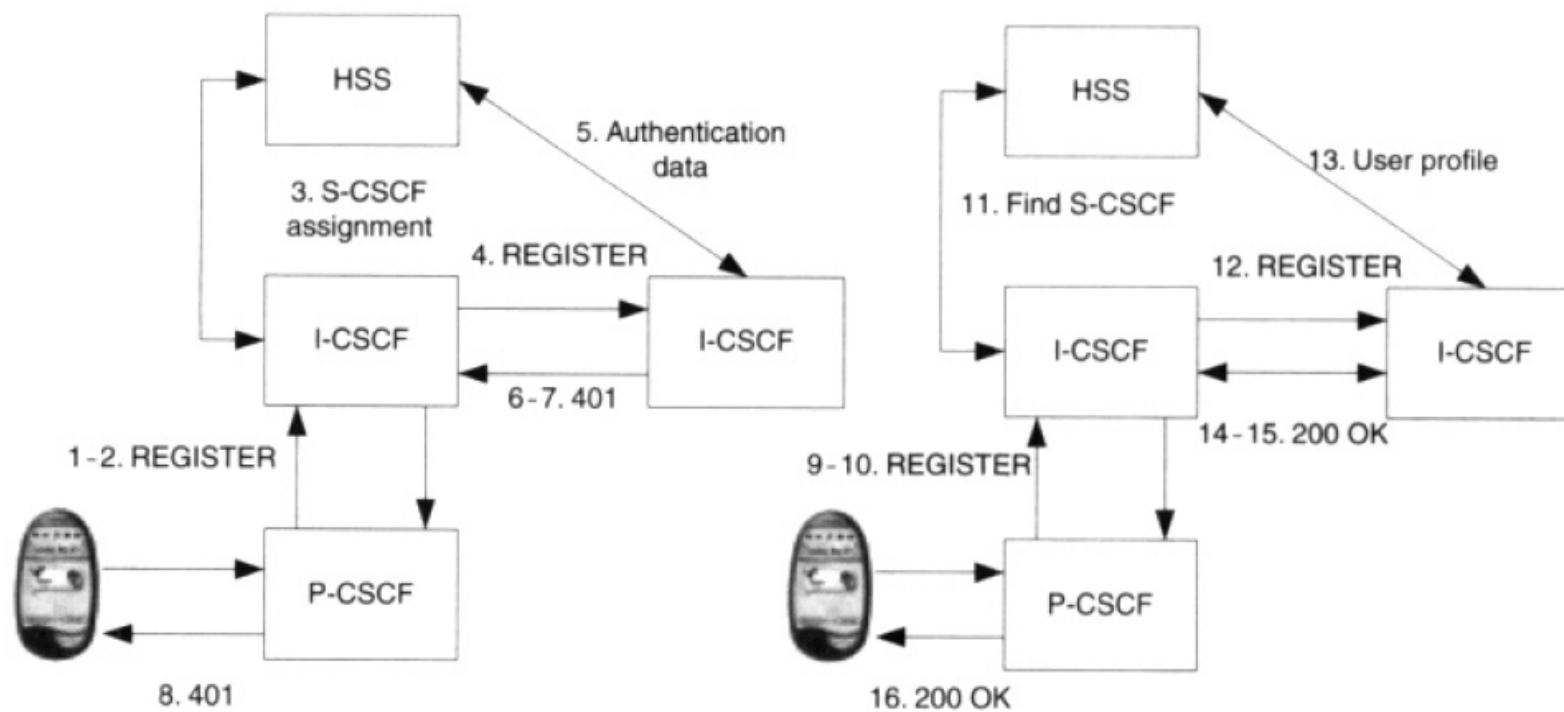 HSS
5. Authentication
data
3. S-CSCF
assignment
4. REGISTER
I-CSCF
I-CSCF
6-7. 401
1-2. REGISTER
P-CSCF
8. 401
HSS
13. User profile
11. Find S-CSCF
12. REGISTER
I-CSCF
I-CSCF
14-15. 200 OK
9-10. REGISTER
P-CSCF
16. 200 OK